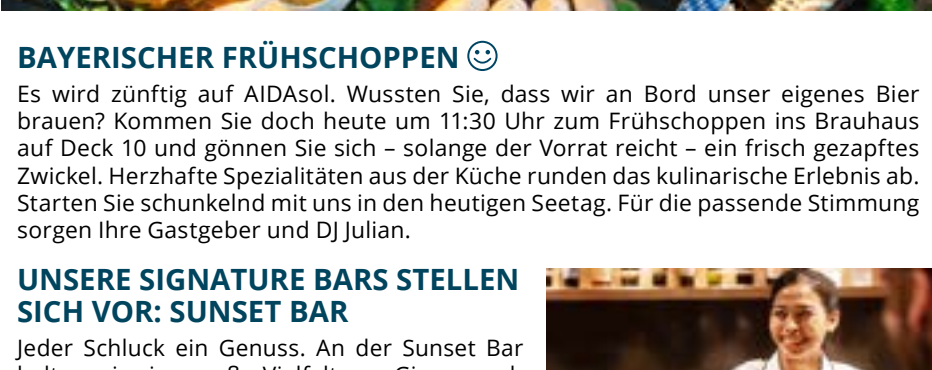 BAYERISCHER FRÜHSCHOPPEN ☺
Es wird zünftig auf AIDAsol. Wussten Sie, dass wir an Bord unser eigenes Bier
brauen? Kommen Sie doch heute um 11:30 Uhr zum Frühschoppen ins Brauhaus
auf Deck 10 und gönnen Sie sich – solange der Vorrat reicht – ein frisch gezapftes
Zwickel. Herzhafte Spezialitäten aus der Küche runden das kulinarische Erlebnis ab.
Starten Sie schunkelnd mit uns in den heutigen Seetag. Für die passende Stimmung
sorgen Ihre Gastgeber und DJ Julian.
UNSERE SIGNATURE BARS STELLEN
SICH VOR: SUNSET BAR
Jeder Schluck ein Genuss. An der Sunset Bar